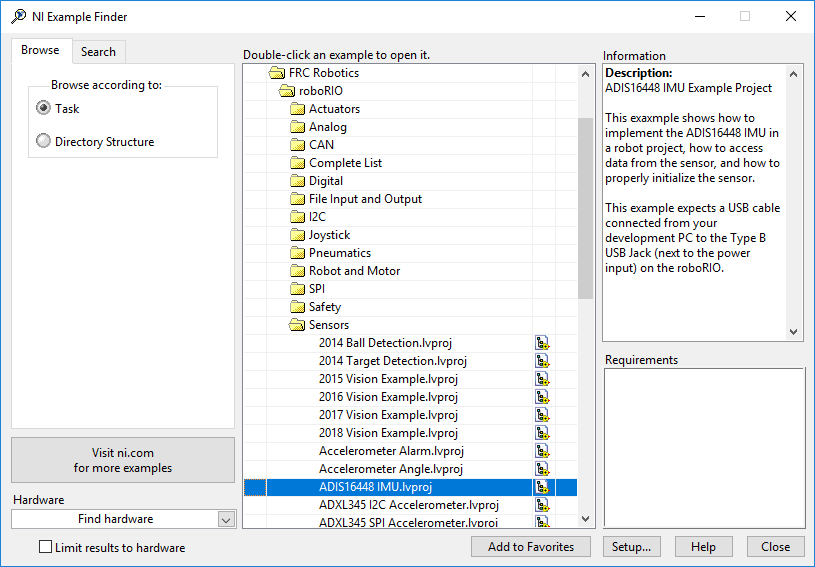 NI Example Finder
Browse
Search
Browse according to:
Task
Directory Structure
Visit ni.com
for more examples
Hardware
Find hardware
Limit results to hardware
Double-click an example to open it.
FRC Robotics
roboRIO
Actuators
Analog
CAN
Complete List
Digital
File Input and Output
I2C
Joystick
Pneumatics
Robot and Motor
SPI
Safety
Sensors
2014 Ball Detection.lvproj
2014 Target Detection.lvproj
2015 Vision Example.lvproj
2016 Vision Example.lvproj
2017 Vision Example.lvproj
2018 Vision Example.lvproj
Accelerometer Alarm.lvproj
Accelerometer Angle.lvproj
ADIS16448 IMU.lvproj
ADXL345 I2C Accelerometer.lvproj
ADXL345 SPI Accelerometer.lvproj
Information
Description:
ADIS16448 IMU Example Project
This exaxmple shows how to
implement the ADIS16448 IMU in
a robot project, how to access
data from the sensor, and how to
properly initialize the sensor.
This example expects a USB cable
connected from your
development PC to the Type B
USB Jack (next to the power
input) on the roboRIO.
Requirements
Add to Favorites
Setup...
Help
Close